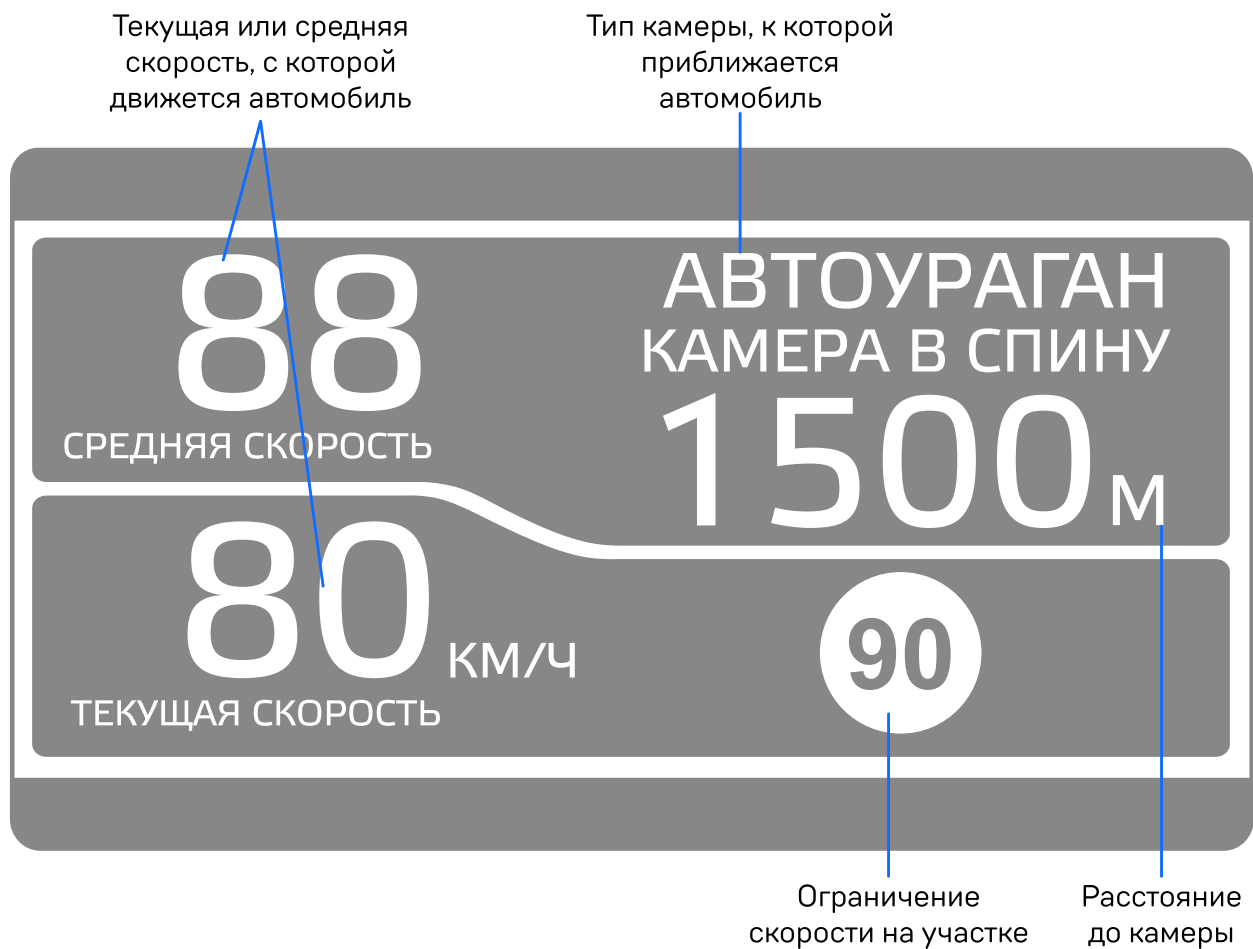 Текущая или средняя
скорость, с которой
движется автомобиль
Тип камеры, к которой
приближается
автомобиль
88
СРЕДНЯЯ СКОРОСТЬ
АВТОУРАГАН
КАМЕРА В СПИНУ
1500 м
80 КМ/Ч
ТЕКУЩАЯ СКОРОСТЬ
90
Ограничение
скорости на участке
Расстояние
до камеры